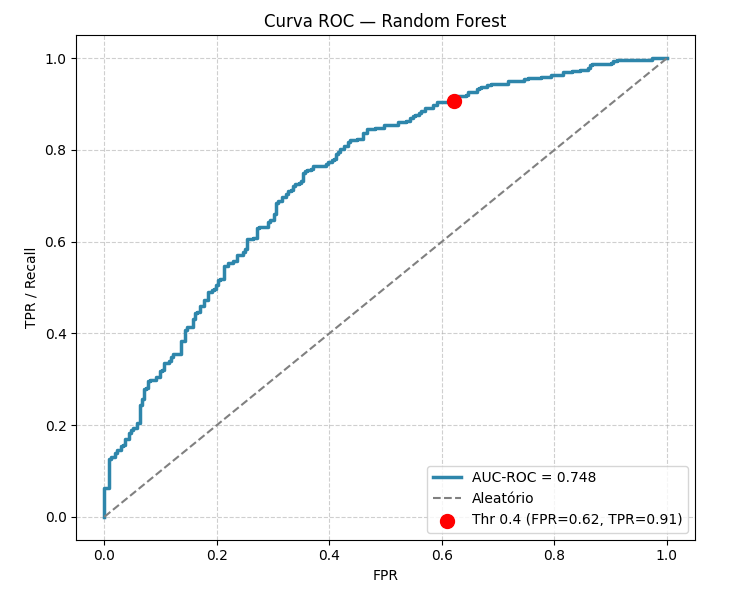 Curva ROC — Random Forest
TPR / Recall
1.0
0.8
0.6
0.4
0.2
0.0
0.0 0.2 0.4 0.6 0.8 1.0
FPR
AUC-ROC = 0.748
Aleatório
Thr 0.4 (FPR=0.62, TPR=0.91)